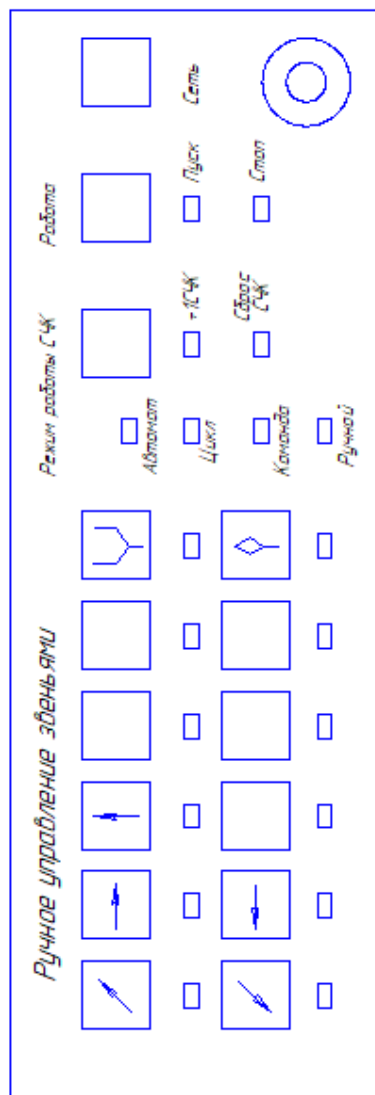 Ручное управление звеньями
Режим работы СЧК
Работа
Автомат
Цикл
Команда
Ручной
+1СЧК
Сброс
СЧК
Пуск
Стоп
Сеть